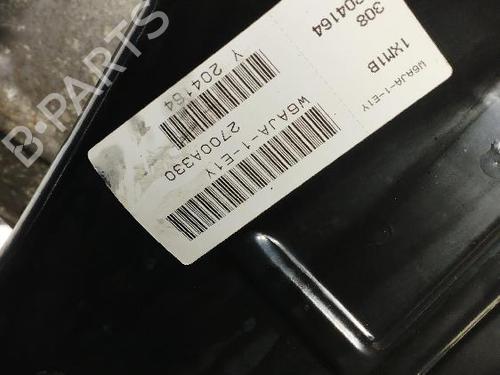 308
204164
1XM1B
W6AJA-1-E1Y
Y 204164
W6AJA-1-E1Y
2700A330
B-PARTS